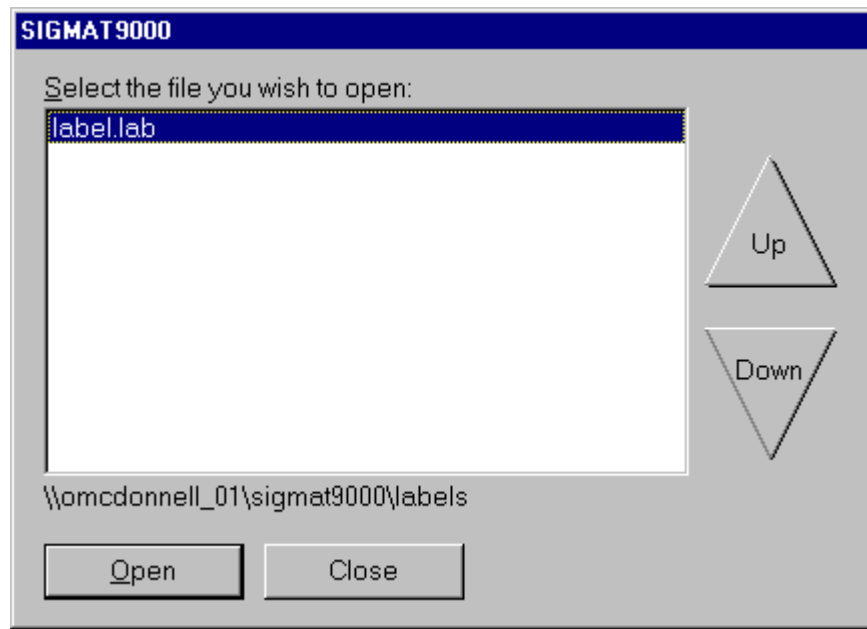 SIGMAT9000
Select the file you wish to open:
label.lab
Up
Down
\\omcdonnell_01\sigmat9000\labels
Open
Close